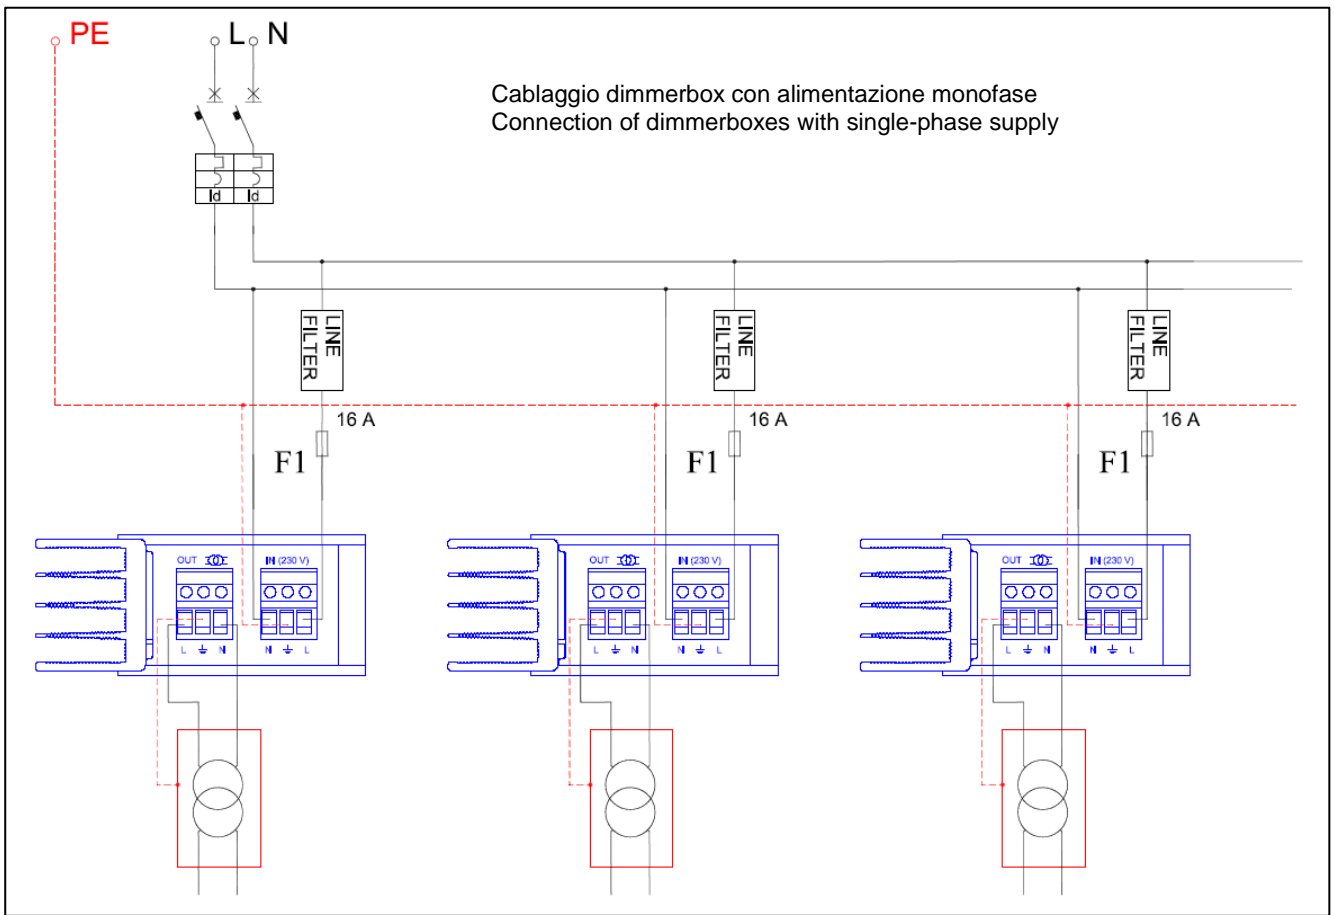 PE L N
Cablaggio dimmerbox con alimentazione monofase
Connection of dimmerboxes with single-phase supply
Id Id
LINE FILTER
LINE FILTER
LINE FILTER
16 A
16 A
16 A
F1
F1
F1
OUT IN (230 V)
OUT IN (230 V)
OUT IN (230 V)
L N N L
L N N L
L N N L